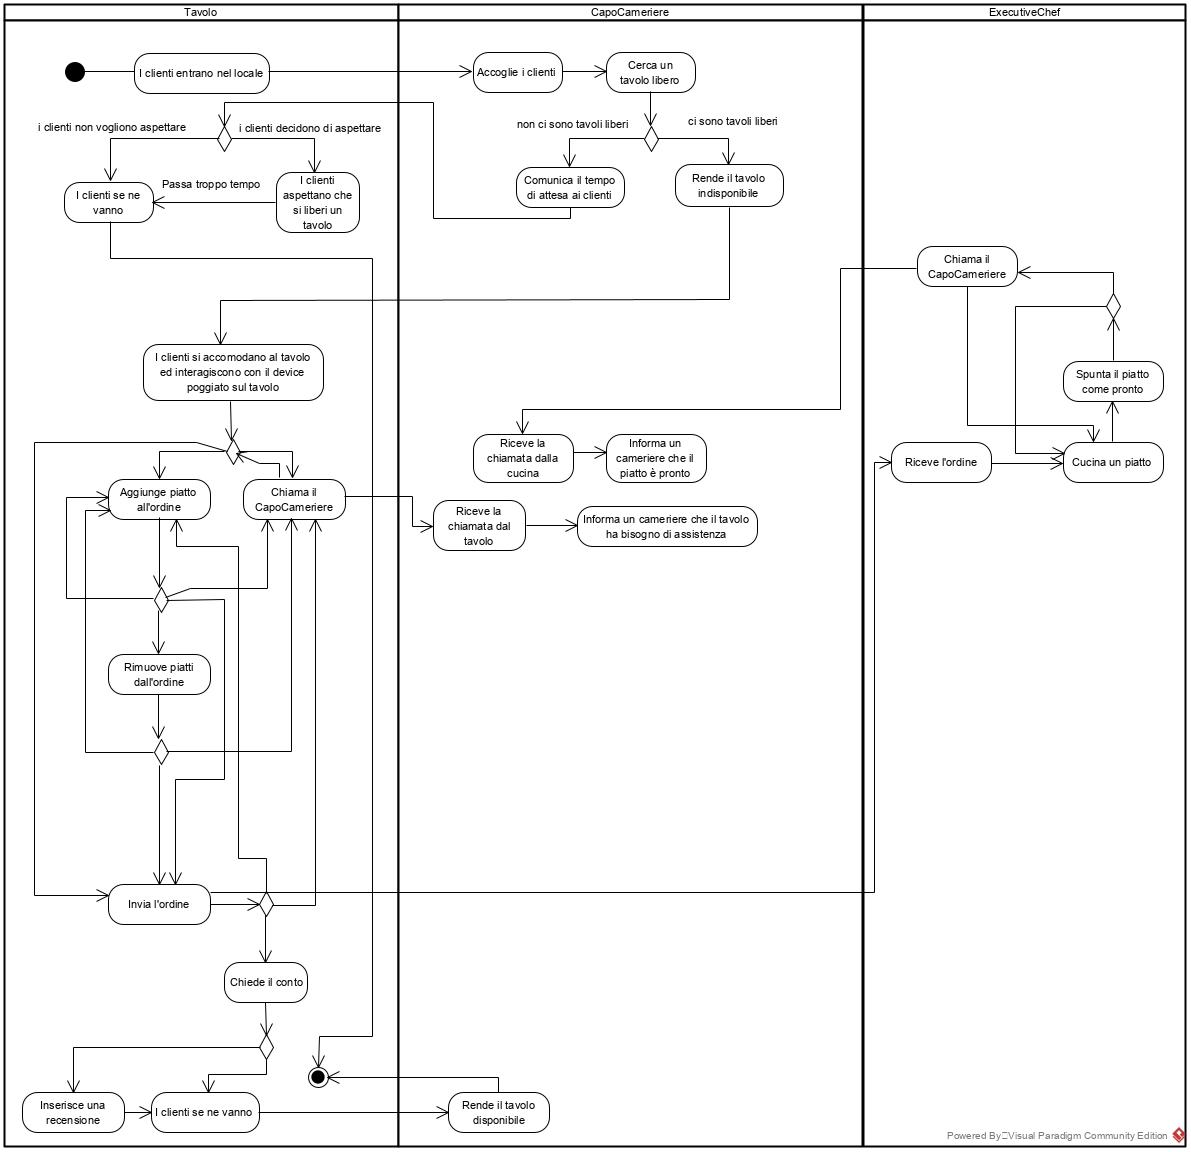 Tavolo
CapoCameriere
ExecutiveChef
I clienti entrano nel locale
Accoglie i clienti
Cerca un
tavolo libero
i clienti non vogliono aspettare
i clienti decidono di aspettare
non ci sono tavoli liberi
ci sono tavoli liberi
I clienti se ne
vanno
Passa troppo tempo
I clienti
aspettano che
si liberi un
tavolo
Comunica il tempo
di attesa ai clienti
Rende il tavolo
indisponibile
Chiama il
CapoCameriere
I clienti si accomodano al tavolo
ed interagiscono con il device
poggiato sul tavolo
Spunta il piatto
come pronto
Riceve la
chiamata dalla
cucina
Informa un
cameriere che il
piatto è pronto
Riceve l'ordine
Cucina un piatto
Aggiunge piatto
all'ordine
Chiama il
CapoCameriere
Riceve la
chiamata dal
tavolo
Informa un cameriere che il tavolo
ha bisogno di assistenza
Rimuove piatti
dall'ordine
Invia l'ordine
Chiede il conto
Inserisce una
recensione
I clienti se ne vanno
Rende il tavolo
disponibile
Powered By Visual Paradigm Community Edition